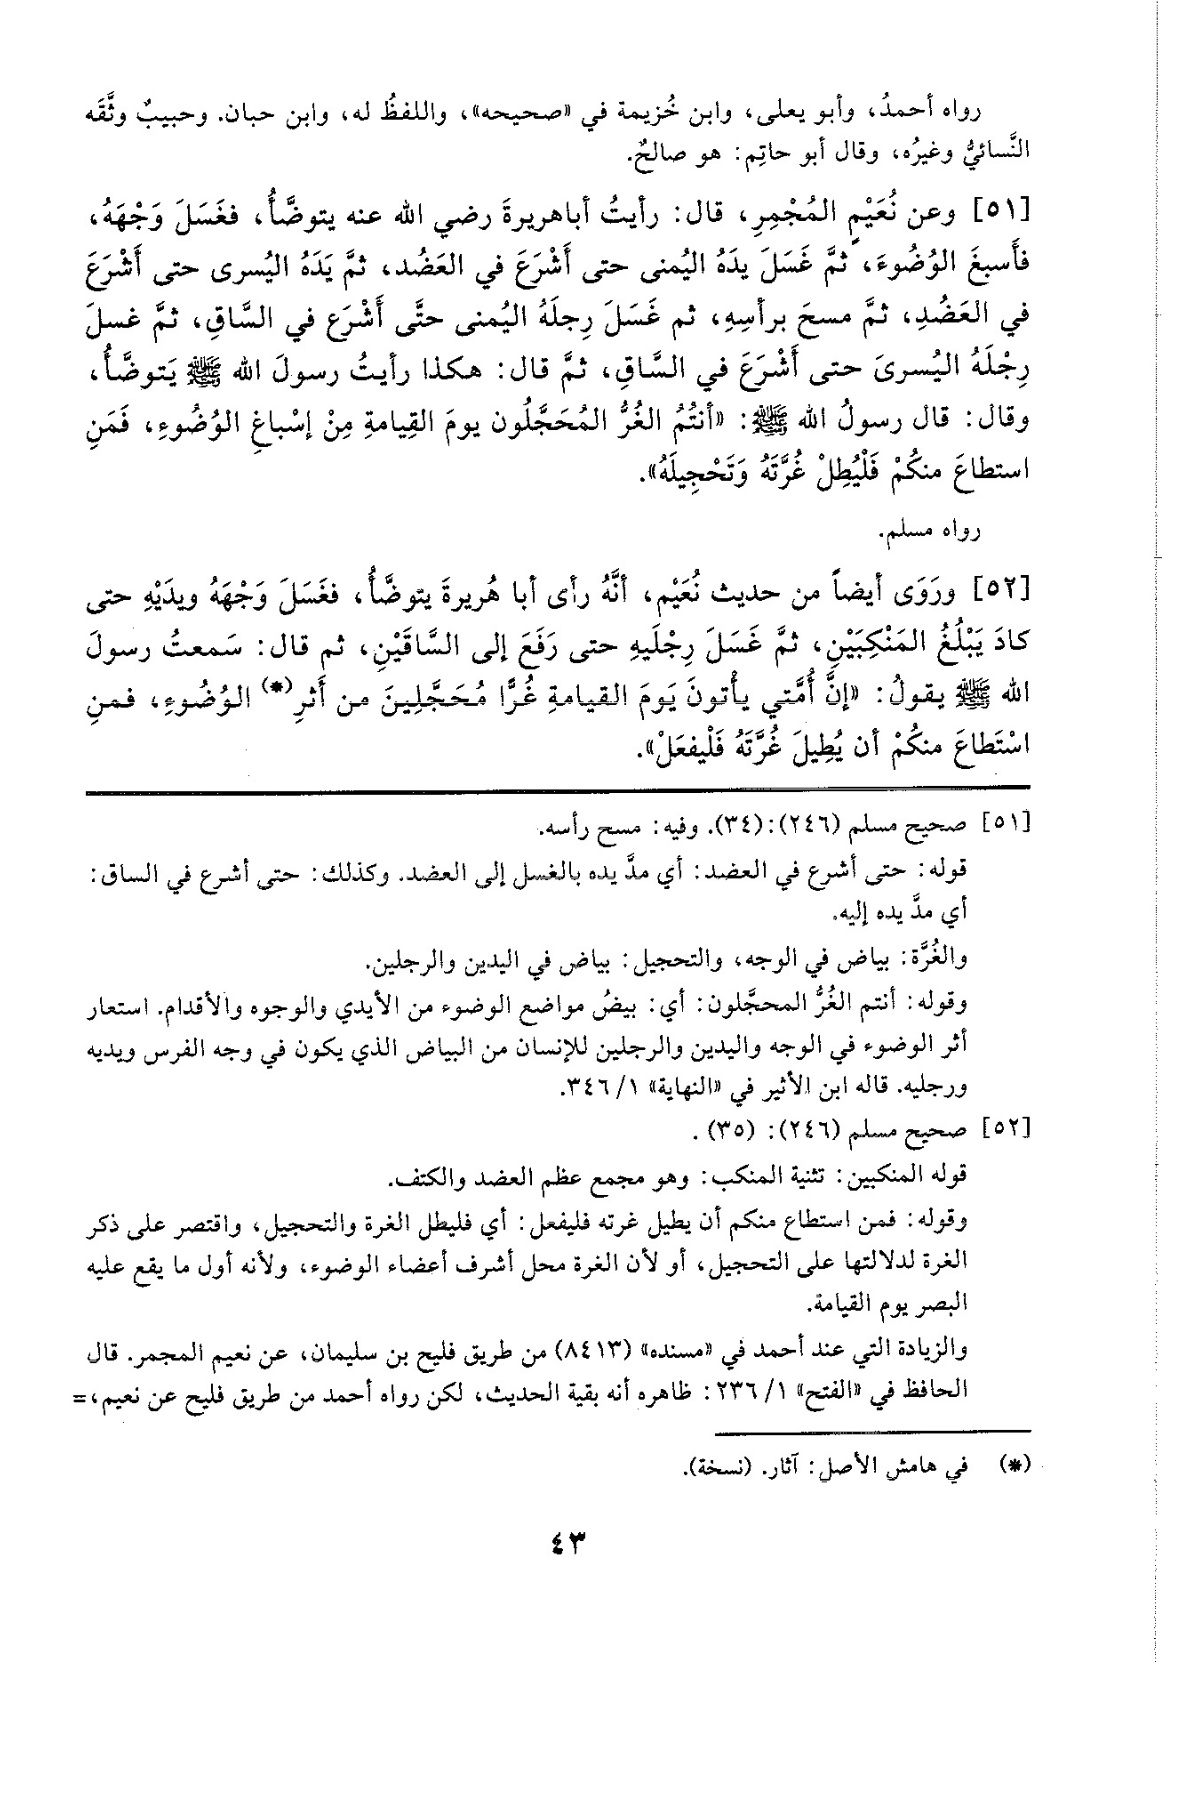 رواه أحمدُ، وأبو يعلى، وابن خُزيمة في «صحيحه»، واللفظُ له، وابن حبان. وحبيبٌ وثَّقَه
النَّسائيُّ وغيرُه، وقال أبو حاتِم: هو صالحٌ.
[٥١] وعن نُعَيْمٍ المُجْمِرِ، قال: رأيتُ أباهريرةَ رضي الله عنه يتوضَّأُ، فغَسَلَ وَجْهَهُ،
فأَسبغَ الوُضُوءَ، ثمَّ غَسَلَ يدَهُ اليُمنى حتى أَشْرَعَ في العَضُد، ثمَّ يَدَهُ اليُسرى حتى أَشْرَعَ
في العَضُدِ، ثمَّ مسحَ برأسِهِ، ثم غَسَلَ رِجلَهُ اليُمنى حتَّى أَشْرَع في السَّاقِ، ثمَّ غسلَ
رِجْلَهُ اليُسرىَ حتى أَشْرَعَ في السَّاقِ، ثمَّ قال: هكذا رأيتُ رسولَ الله ﷺ يَتوضَّأُ،
وقال: قال رسولُ الله ﷺ: «أنتُمُ الغُرُّ المُحَجَّلُون يومَ القِيامةِ مِنْ إسْباغِ الوُضُوءِ، فَمَنِ
استطاعَ منكُمْ فَلْيُطِلْ غُرَّتَهُ وَتَحْجِيلَهُ».
رواه مسلم.
[٥٢] ورَوَى أيضاً من حديث نُعَيْم، أنَّهُ رأى أبا هُريرةَ يتوضَّأُ، فغَسَلَ وَجْهَهُ ويدَيْهِ حتى
كادَ يَبْلُغُ المَنْكِبَيْنِ، ثمَّ غَسَلَ رِجْلَيهِ حتى رَفَعَ إلى السَّاقَيْنِ، ثم قال: سَمعتُ رسولَ
الله ﷺ يقولُ: «إنَّ أُمَّتي يأتونَ يَومَ القيامةِ غُرًّا مُحَجَّلِينَ من أَثرِ(*) الوُضُوءِ، فمنِ
اسْتَطاعَ منكُمْ أن يُطِيلَ غُرَّتَهُ فَلْيفعَلْ».
[٥١] صحيح مسلم (٢٤٦):(٣٤). وفيه: مسح رأسه.
قوله: حتى أشرع في العضد: أي مدَّ يده بالغسل إلى العضد. وكذلك: حتى أشرع في الساق:
أي مدَّ يده إليه.
والغُرَّة: بياض في الوجه، والتحجيل: بياض في اليدين والرجلين.
وقوله: أنتم الغُرُّ المحجَّلون: أي: بيضُ مواضع الوضوء من الأيدي والوجوه والأقدام. استعار
أثر الوضوء في الوجه واليدين والرجلين للإنسان من البياض الذي يكون في وجه الفرس ويديه
ورجليه. قاله ابن الأثير في «النهاية» ١/ ٣٤٦.
[٥٢] صحيح مسلم (٢٤٦): (٣٥) .
قوله المنكبين: تثنية المنكب: وهو مجمع عظم العضد والكتف.
وقوله: فمن استطاع منكم أن يطيل غرته فليفعل: أي فليطل الغرة والتحجيل، واقتصر على ذكر
الغرة لدلالتها على التحجيل، أو لأن الغرة محل أشرف أعضاء الوضوء، ولأنه أول ما يقع عليه
البصر يوم القيامة.
والزيادة التي عند أحمد في «مسنده» (٨٤١٣) من طريق فليح بن سليمان، عن نعيم المجمر. قال
الحافظ في «الفتح» ١/ ٢٣٦: ظاهره أنه بقية الحديث، لكن رواه أحمد من طريق فليح عن نعيم،=
(*) في هامش الأصل: آثار. (نسخة).
٤٣